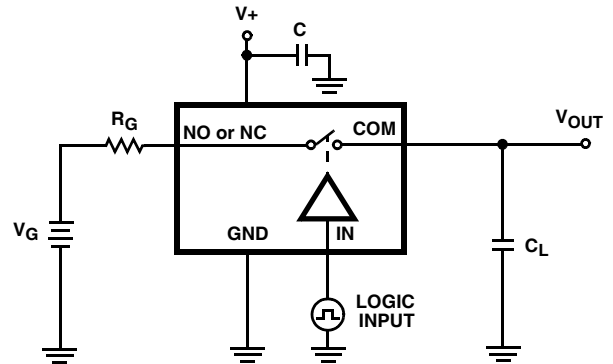 V+
C
RG
NO or NC
COM
VOUT
VG
GND
IN
CL
LOGIC
INPUT